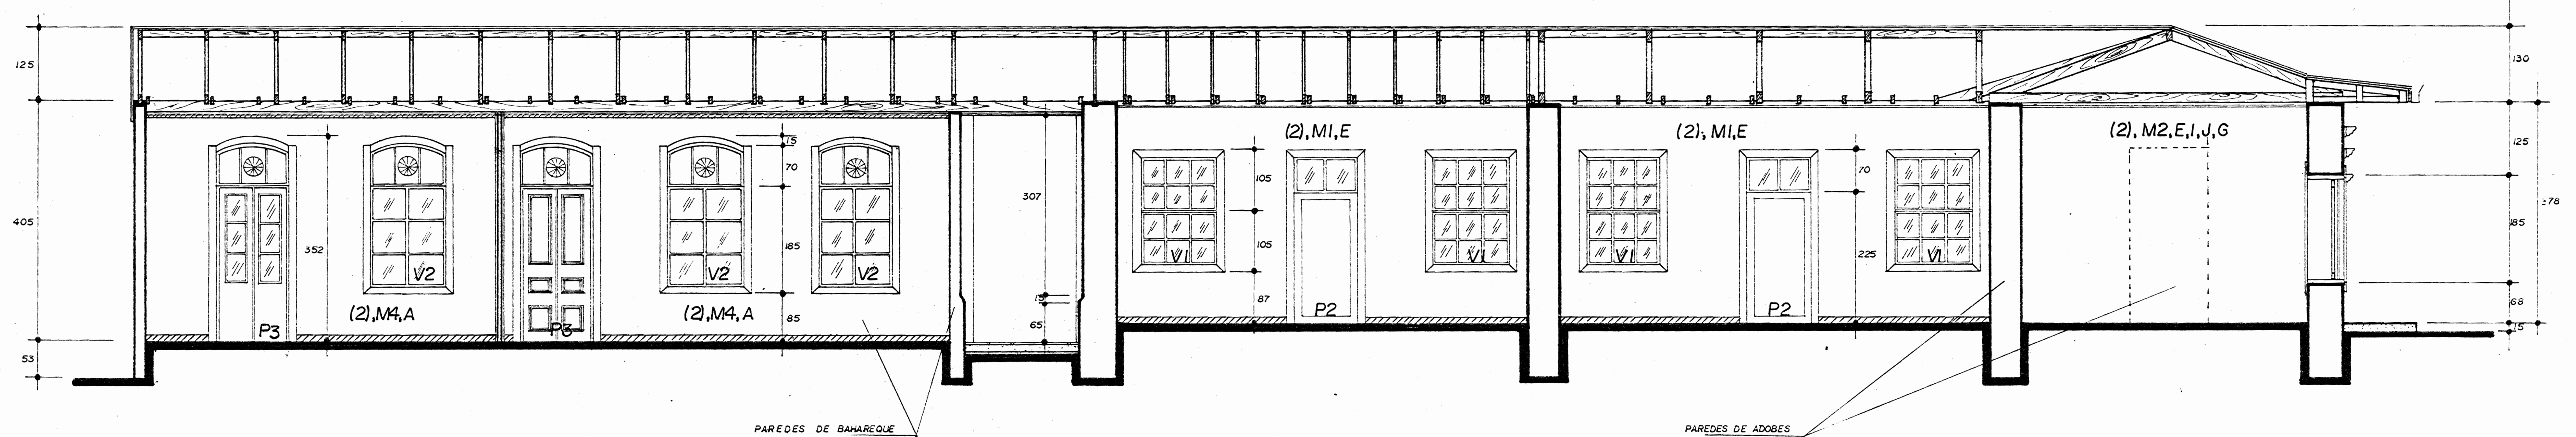 125
405
53
352
P3
(2),M4,A
V2
P3
(2),M4,A
V2
15
70
185
85
V2
307
15
65
(2),M1,E
V1
105
105
87
P2
V1
(2),M1,E
V1
P2
70
225
V1
(2), M2,E,I,J,G
130
125
185
68
15
378
PAREDES DE BAHAREQUE
PAREDES DE ADOBES